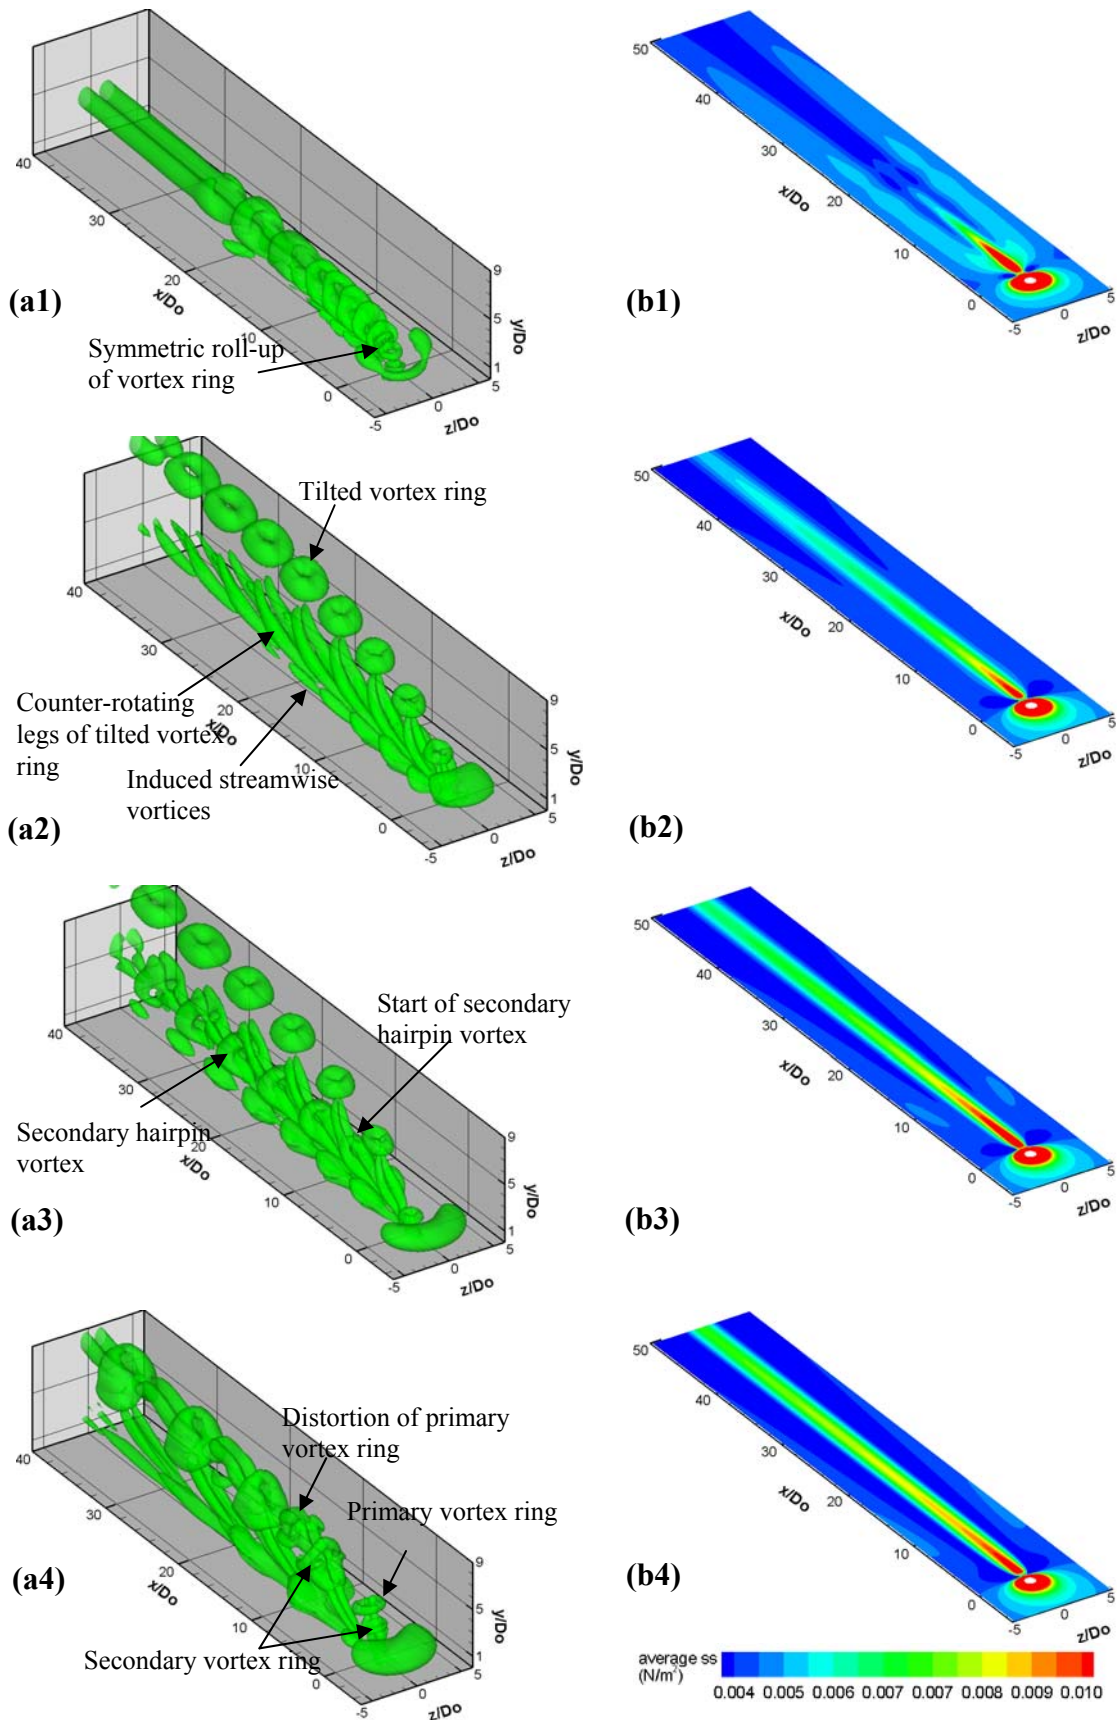 40
30
20
10
0
x/Do
9
5
1
y/Do
5
0
-5
z/Do
(a1)
Symmetric roll-up
of vortex ring
50
40
30
20
10
0
x/Do
-5
0
5
z/Do
(b1)
Tilted vortex ring
40
30
20
10
0
x/Do
9
5
1
y/Do
5
0
-5
z/Do
Counter-rotating
legs of tilted vortex
ring
Induced streamwise
vortices
(a2)
50
40
30
20
10
0
x/Do
-5
0
5
z/Do
(b2)
Start of secondary
hairpin vortex
40
30
20
10
0
x/Do
9
5
1
y/Do
5
0
-5
z/Do
Secondary hairpin
vortex
(a3)
50
40
30
20
10
0
x/Do
-5
0
5
z/Do
(b3)
Distortion of primary
vortex ring
Primary vortex ring
40
30
20
10
0
x/Do
9
5
1
y/Do
5
0
-5
z/Do
(a4)
Secondary vortex ring
50
40
30
20
10
0
x/Do
-5
0
5
z/Do
(b4)
average ss
(N/m²)
0.004 0.005 0.006 0.007 0.007 0.008 0.009 0.010